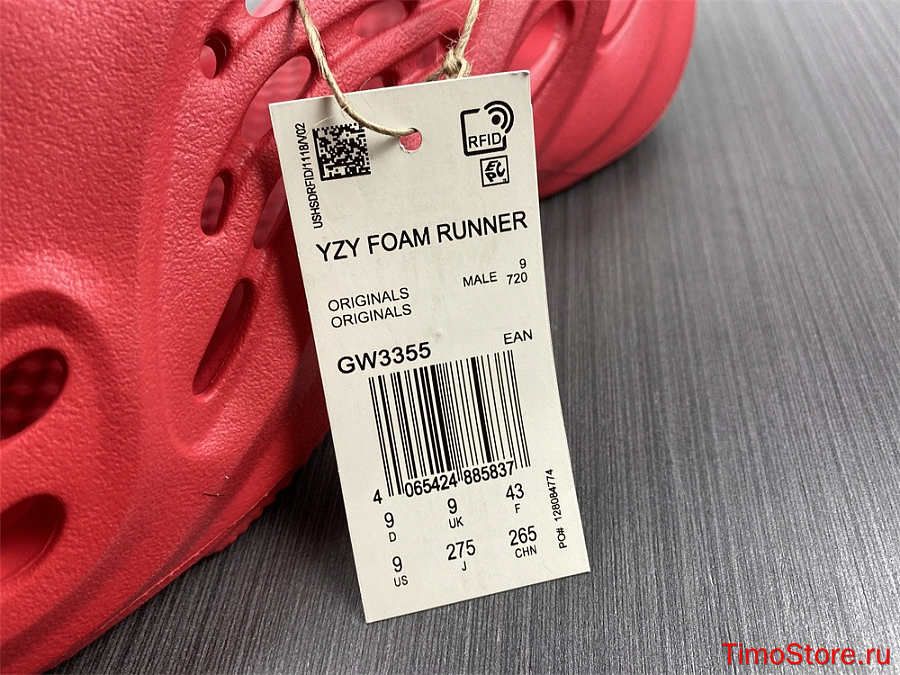 USHSDRFID/1118/V02
RFID
EPC
YZY FOAM RUNNER
ORIGINALS
ORIGINALS
MALE 9
720
GW3355
EAN
4 065424 885837
9 9 43
D UK F
9 275 265
US J CHN
PO# 128084774
TimoStore.ru